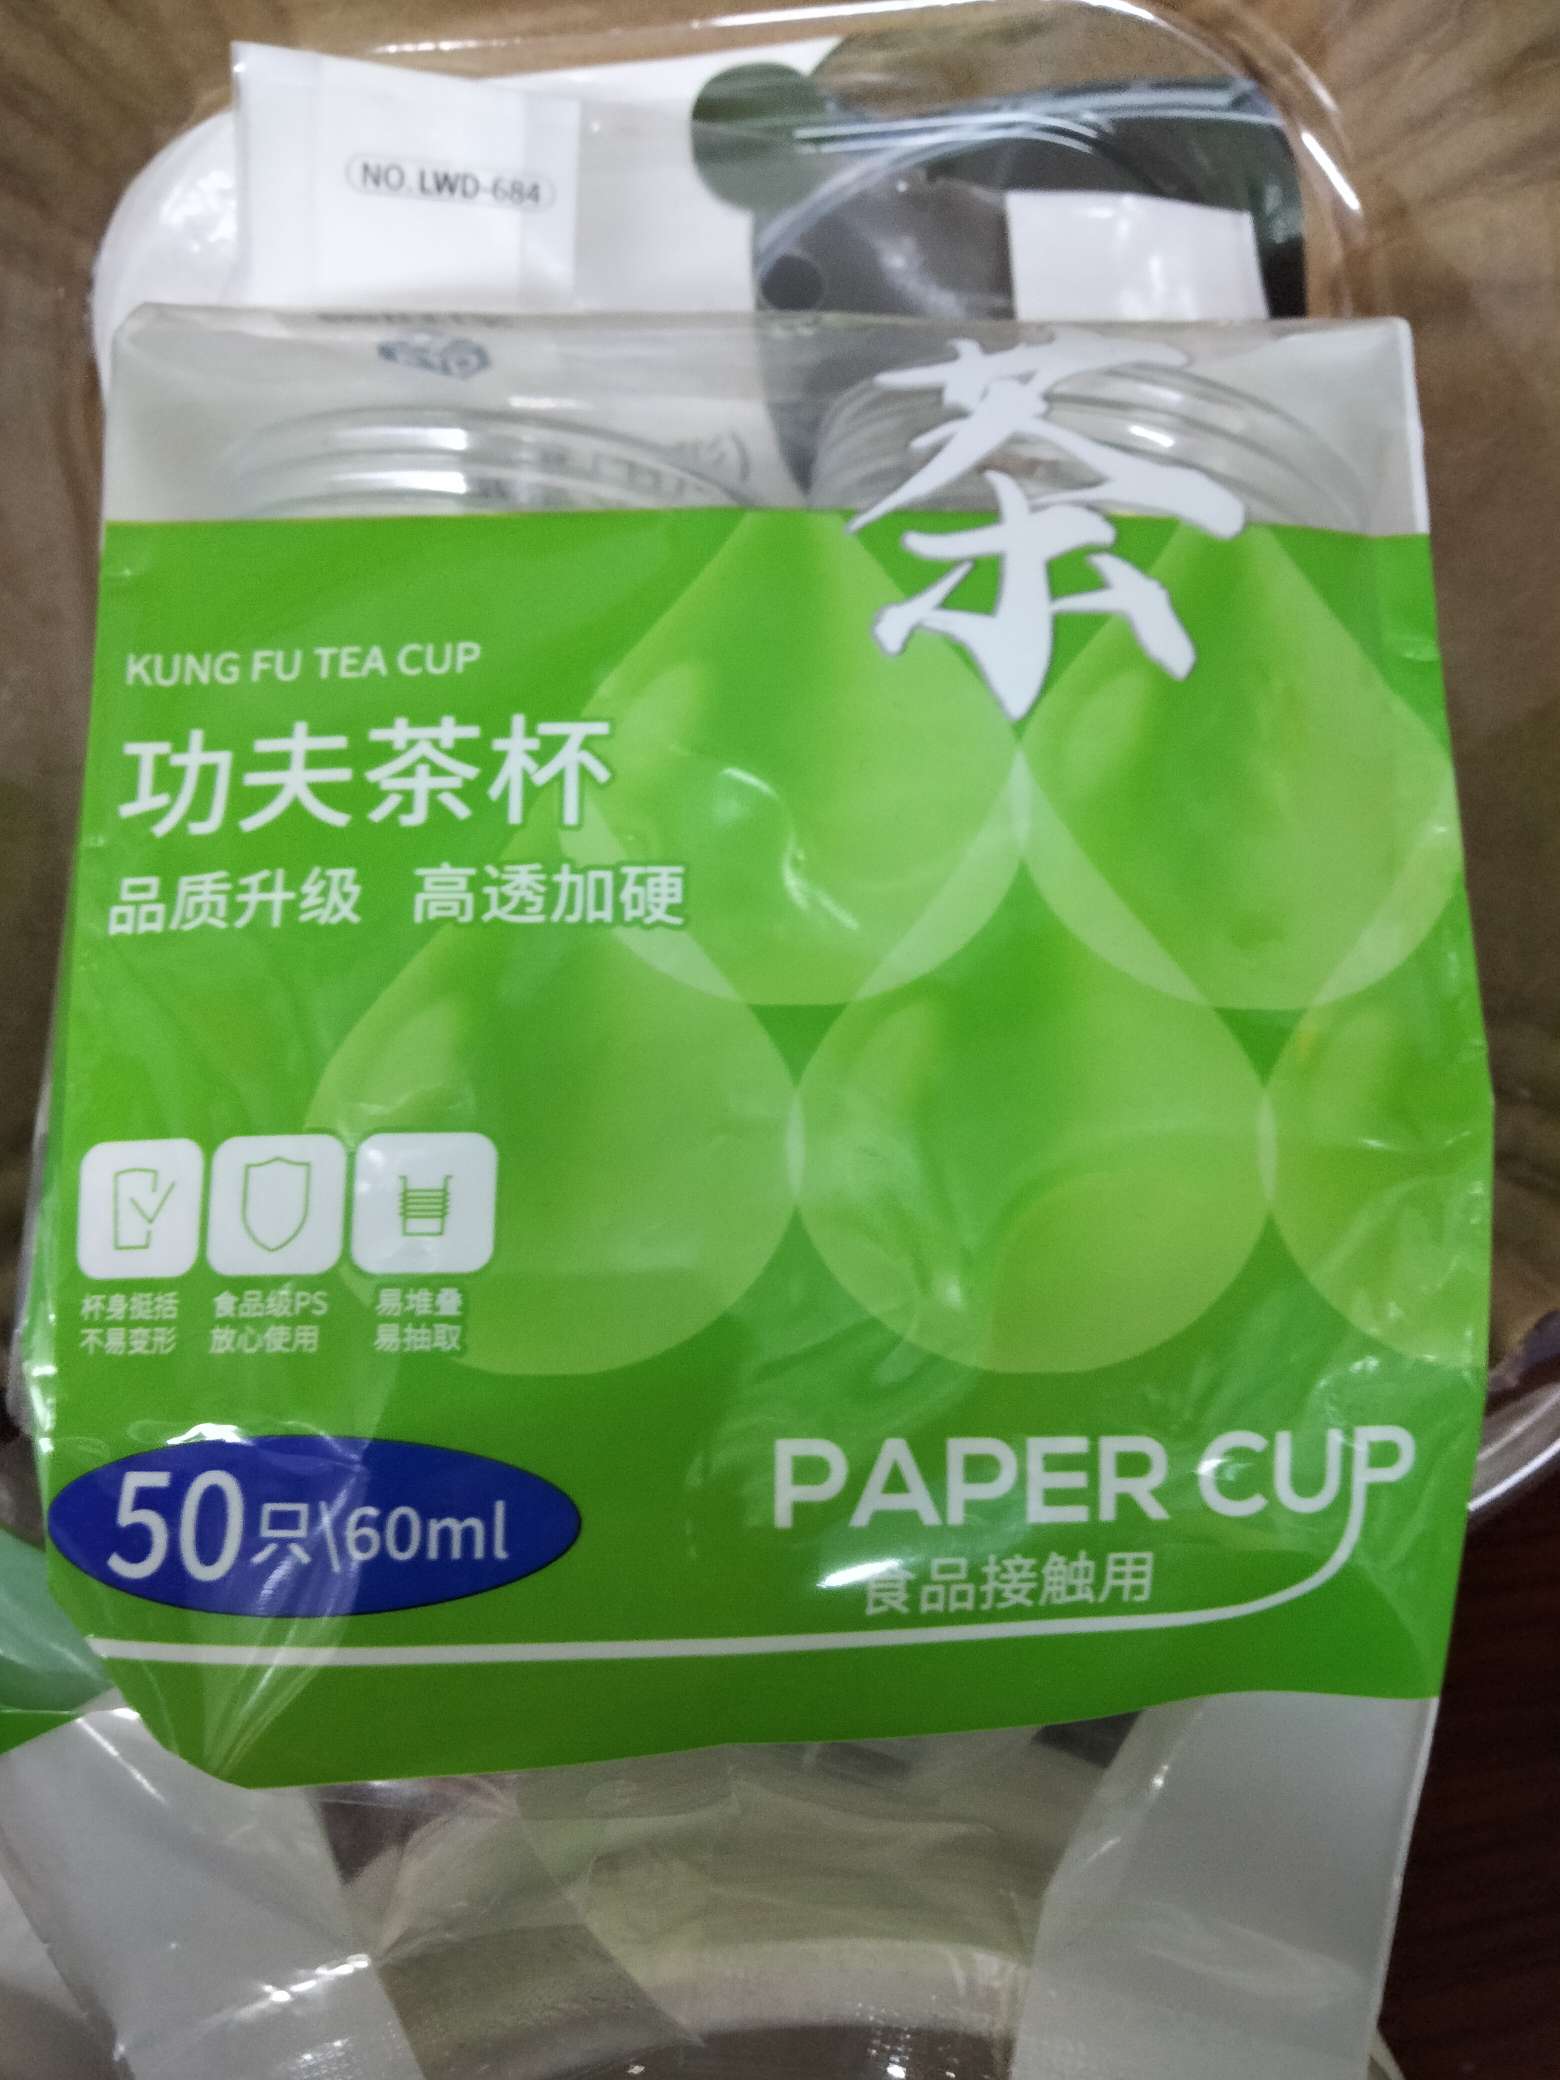 NO.LWD-684
茶
KUNG FU TEA CUP
功夫茶杯
品质升级 高透加硬
杯身挺括
不易变形
食品级PS
放心使用
易堆叠
易抽取
50只\60ml
PAPER CUP
食品接触用